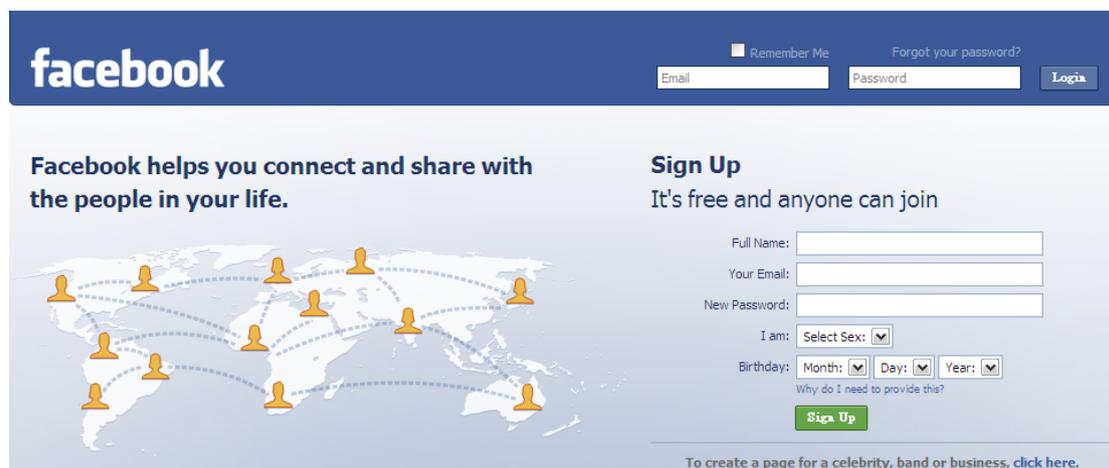 facebook
Remember Me
Forgot your password?
Email
Password
Login
Facebook helps you connect and share with
the people in your life.
Sign Up
It's free and anyone can join
Full Name:
Your Email:
New Password:
I am: Select Sex:
Birthday: Month: Day: Year:
Why do I need to provide this?
Sign Up
To create a page for a celebrity, band or business, click here.